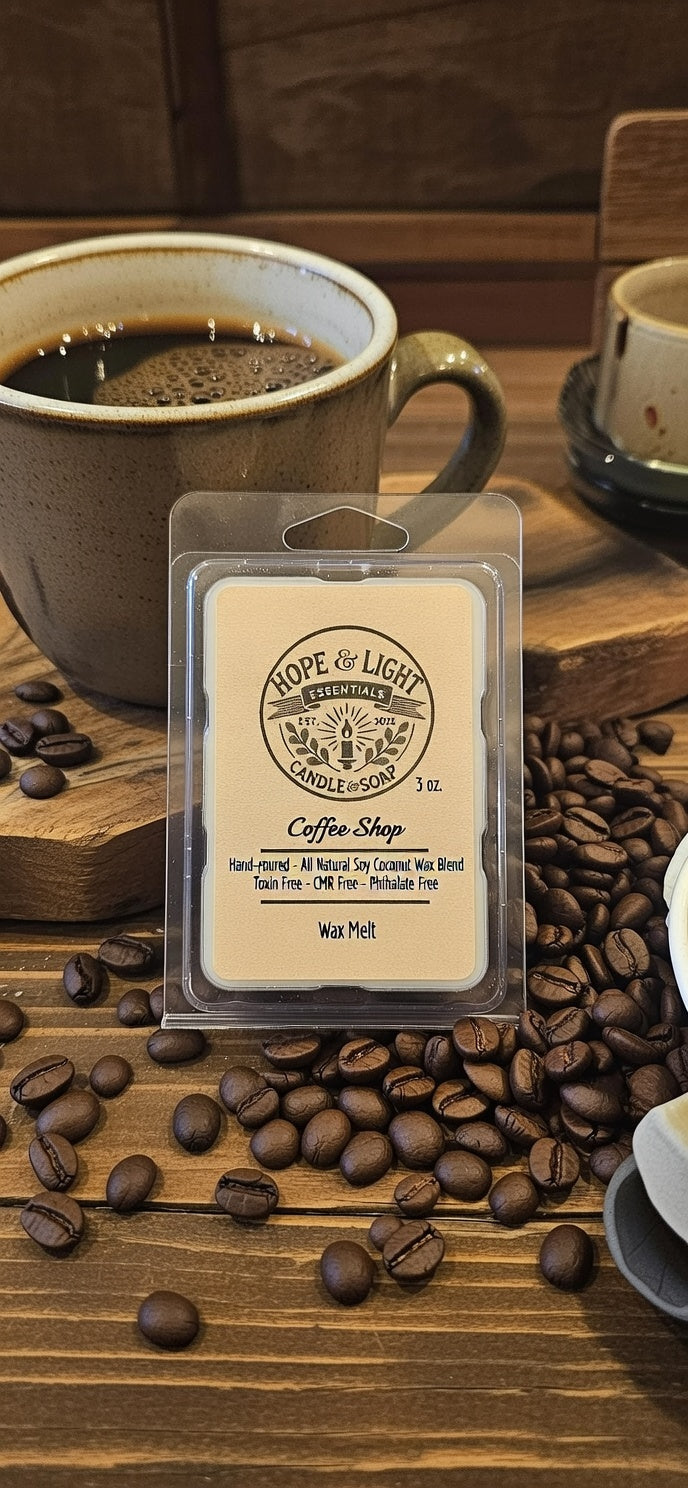 HOPE & LIGHT
ESSENTIALS
EST. 2022
CANDLE & SOAP
3 oz.
Coffee Shop
Hand-poured - All Natural Soy Coconut Wax Blend
Toxin Free - CMR Free - Phthalate Free
Wax Melt